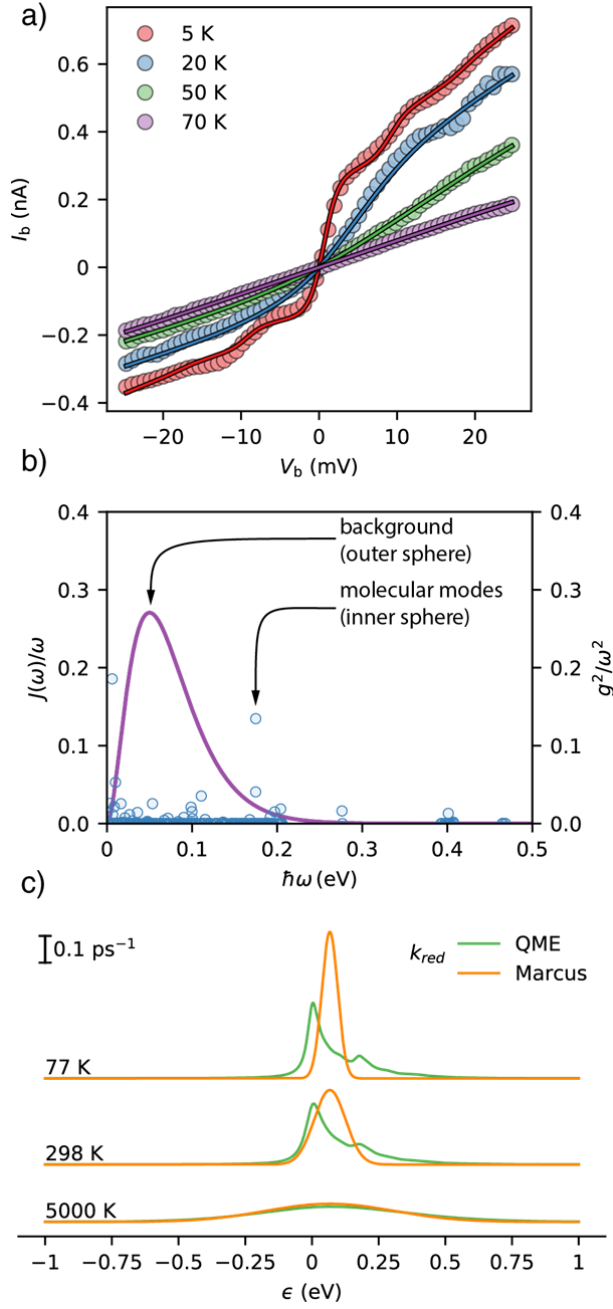 a)
5 K
20 K
50 K
70 K
0.6
0.4
0.2
0
−0.2
−0.4
I_b (nA)
−20 −10 0 10 20
V_b (mV)
b)
background
(outer sphere)
molecular modes
(inner sphere)
0.4 0.4
0.3 0.3
0.2 0.2
0.1 0.1
0.0 0.0
J(ω)/ω
g²/ω²
0 0.1 0.2 0.3 0.4 0.5
ħω (eV)
c)
0.1 ps⁻¹
k_red
QME
Marcus
77 K
298 K
5000 K
−1 −0.75 −0.5 −0.25 0 0.25 0.5 0.75 1
ϵ (eV)